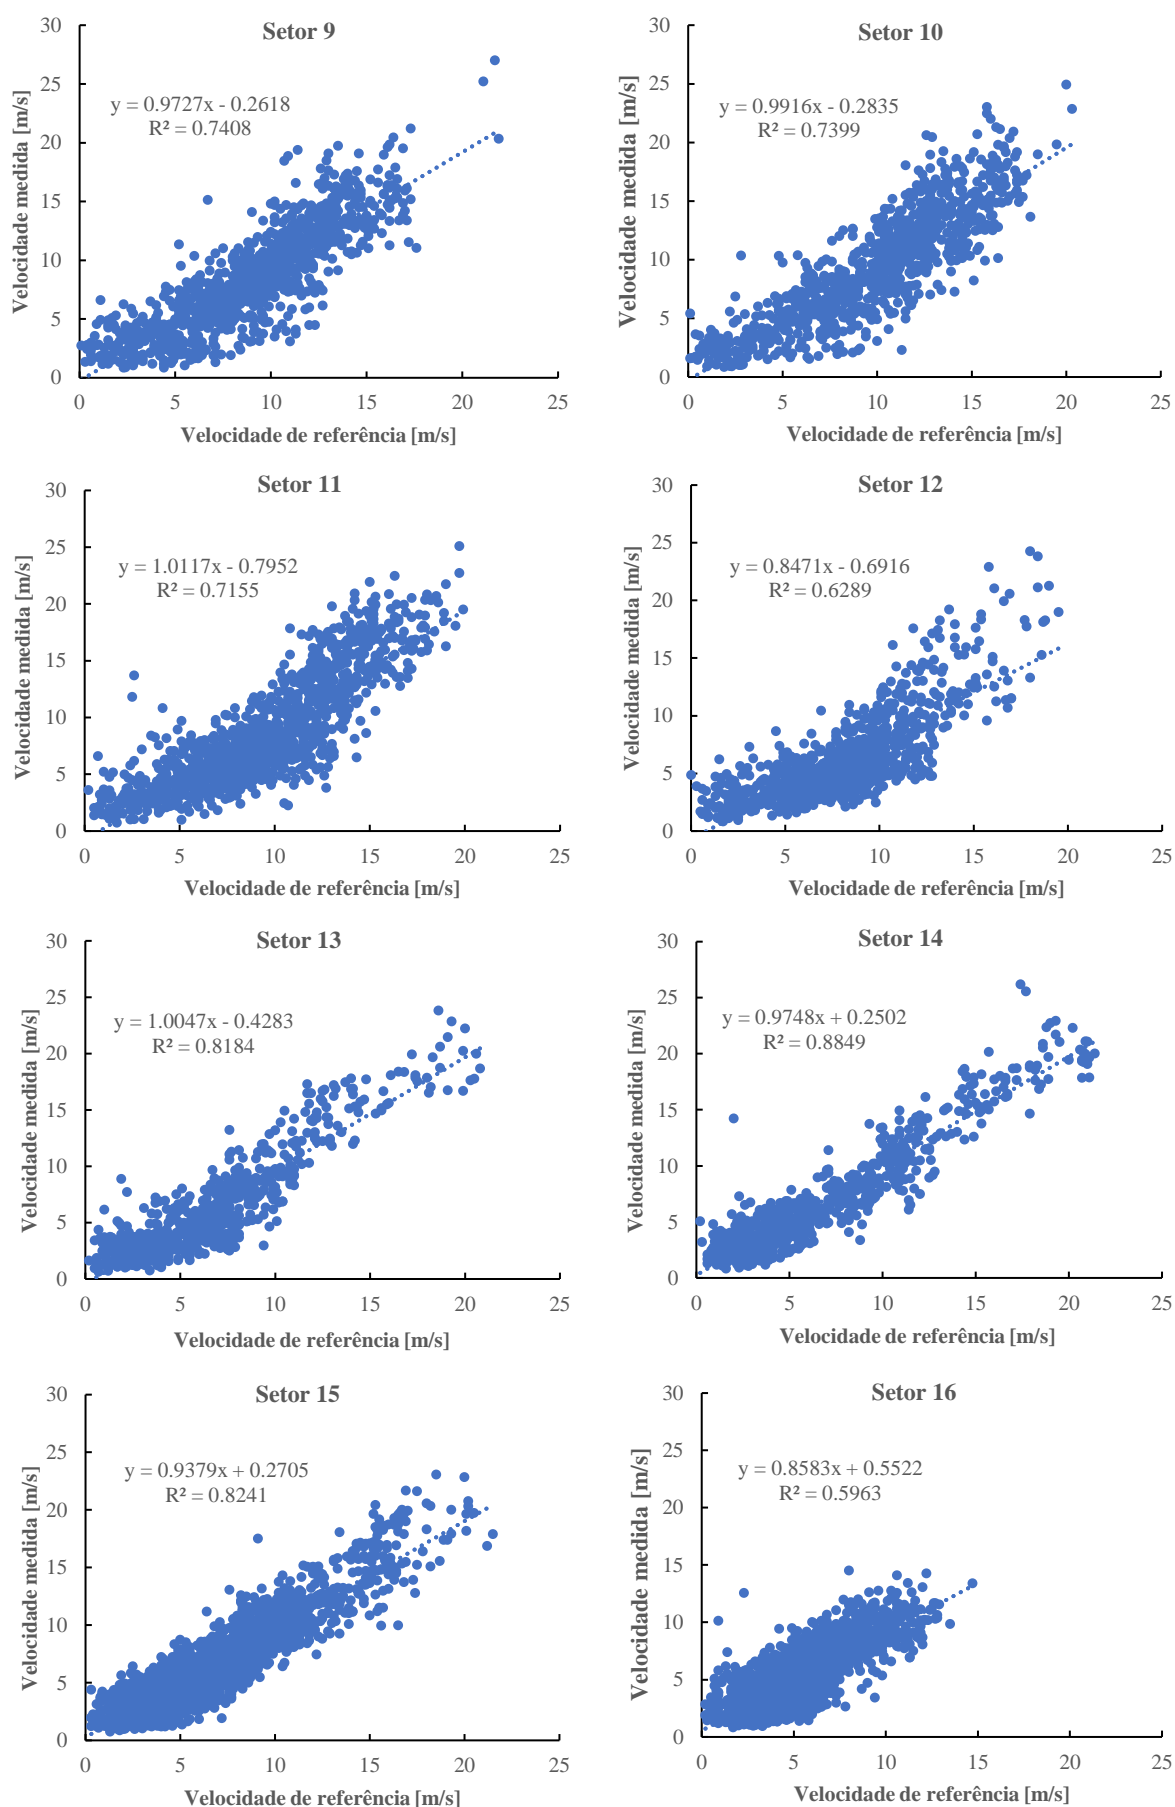 Setor 9
y = 0.9727x - 0.2618
R² = 0.7408
Velocidade medida [m/s]
30
25
20
15
10
5
0
0 5 10 15 20 25
Velocidade de referência [m/s]
Setor 10
y = 0.9916x - 0.2835
R² = 0.7399
Velocidade medida [m/s]
30
25
20
15
10
5
0
0 5 10 15 20 25
Velocidade de referência [m/s]
Setor 11
y = 1.0117x - 0.7952
R² = 0.7155
Velocidade medida [m/s]
30
25
20
15
10
5
0
0 5 10 15 20 25
Velocidade de referência [m/s]
Setor 12
y = 0.8471x - 0.6916
R² = 0.6289
Velocidade medida [m/s]
30
25
20
15
10
5
0
0 5 10 15 20 25
Velocidade de referência [m/s]
Setor 13
y = 1.0047x - 0.4283
R² = 0.8184
Velocidade medida [m/s]
30
25
20
15
10
5
0
0 5 10 15 20 25
Velocidade de referência [m/s]
Setor 14
y = 0.9748x + 0.2502
R² = 0.8849
Velocidade medida [m/s]
30
25
20
15
10
5
0
0 5 10 15 20 25
Velocidade de referência [m/s]
Setor 15
y = 0.9379x + 0.2705
R² = 0.8241
Velocidade medida [m/s]
30
25
20
15
10
5
0
0 5 10 15 20 25
Velocidade de referência [m/s]
Setor 16
y = 0.8583x + 0.5522
R² = 0.5963
Velocidade medida [m/s]
30
25
20
15
10
5
0
0 5 10 15 20 25
Velocidade de referência [m/s]